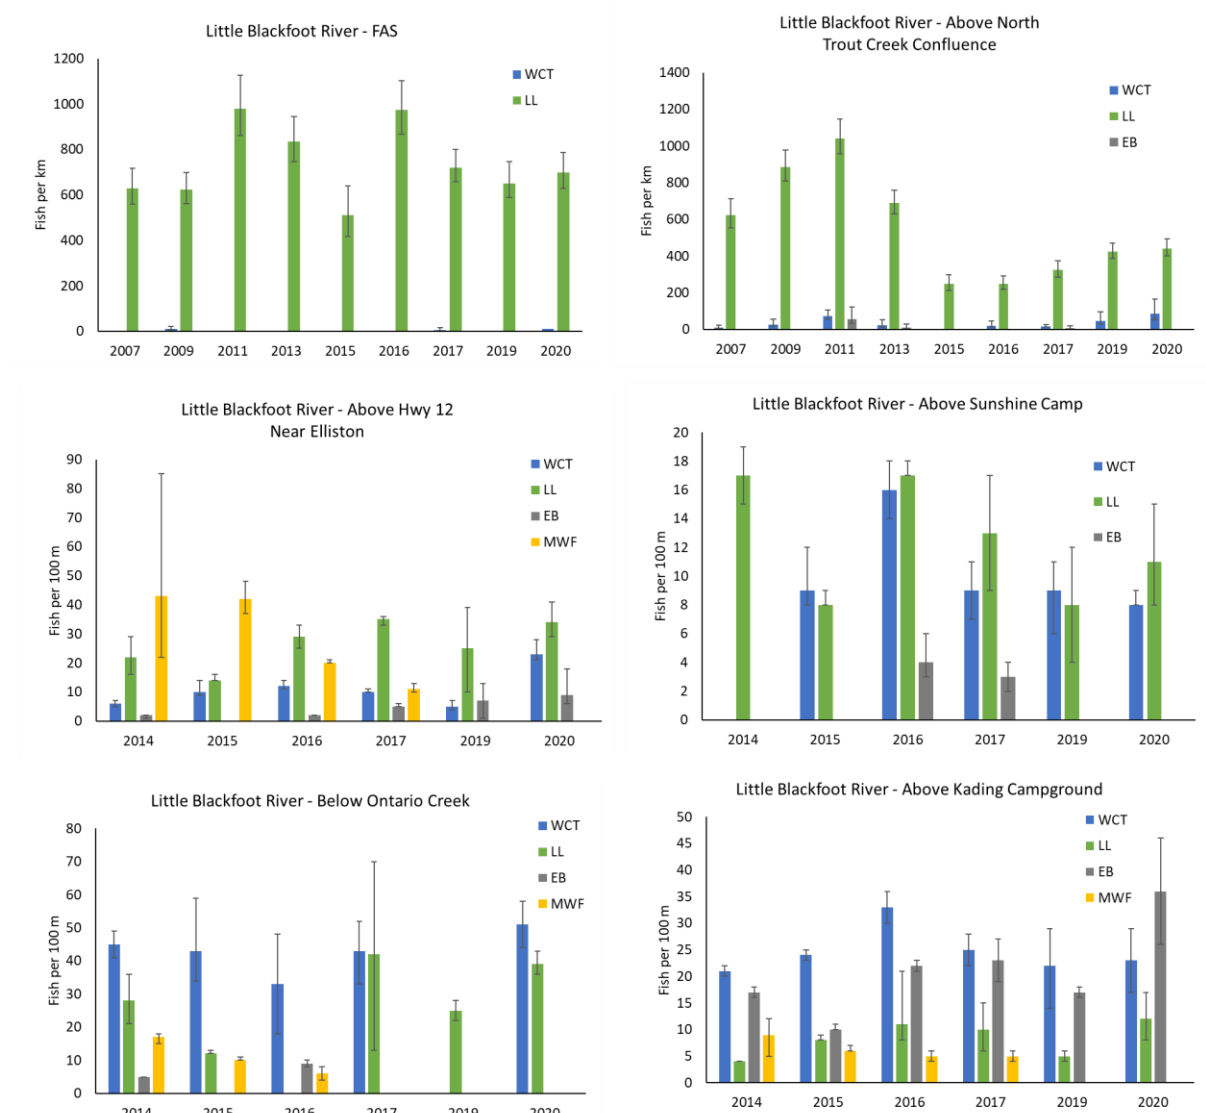 Little Blackfoot River - FAS
1200
1000
800
600
400
200
0
Fish per km
WCT
LL
2007 2009 2011 2013 2015 2016 2017 2019 2020
Little Blackfoot River - Above North
Trout Creek Confluence
1400
1200
1000
800
600
400
200
0
Fish per km
WCT
LL
EB
2007 2009 2011 2013 2015 2016 2017 2019 2020
Little Blackfoot River - Above Hwy 12
Near Elliston
90
80
70
60
50
40
30
20
10
0
Fish per 100 m
WCT
LL
EB
MWF
2014 2015 2016 2017 2019 2020
Little Blackfoot River - Above Sunshine Camp
20
18
16
14
12
10
8
6
4
2
0
Fish per 100 m
WCT
LL
EB
2014 2015 2016 2017 2019 2020
Little Blackfoot River - Below Ontario Creek
80
70
60
50
40
30
20
10
0
Fish per 100 m
WCT
LL
EB
MWF
2014 2015 2016 2017 2019 2020
Little Blackfoot River - Above Kading Campground
50
45
40
35
30
25
20
15
10
5
0
Fish per 100 m
WCT
LL
EB
MWF
2014 2015 2016 2017 2019 2020